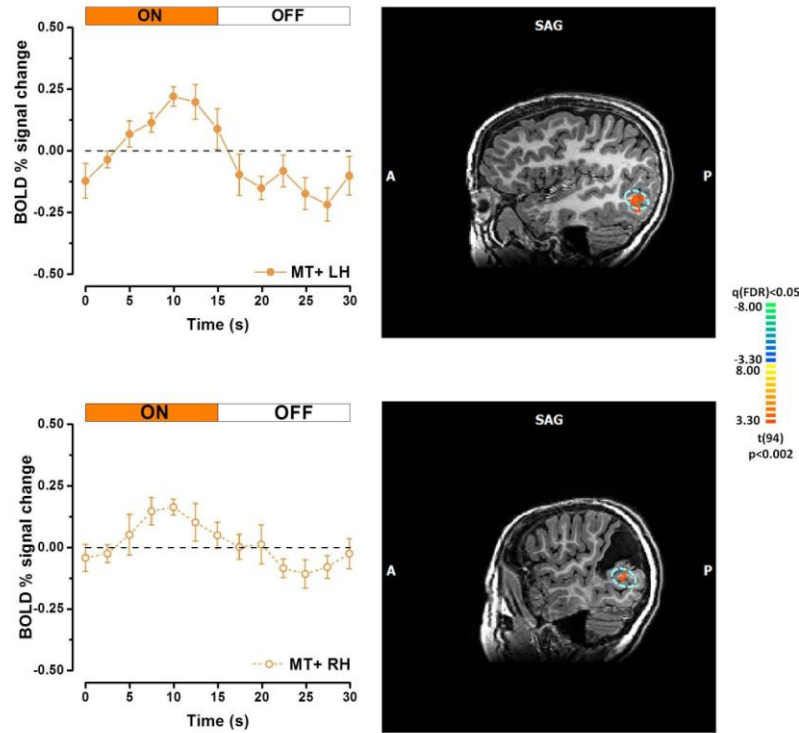 ON OFF
0.50
0.25
0.00
-0.25
-0.50
BOLD % signal change
MT+ LH
0 5 10 15 20 25 30
Time (s)
SAG
A P
q(FDR)<0.05
-8.00
-3.30
8.00
3.30
t(94)
p<0.002
ON OFF
0.50
0.25
0.00
-0.25
-0.50
BOLD % signal change
MT+ RH
0 5 10 15 20 25 30
Time (s)
SAG
A P